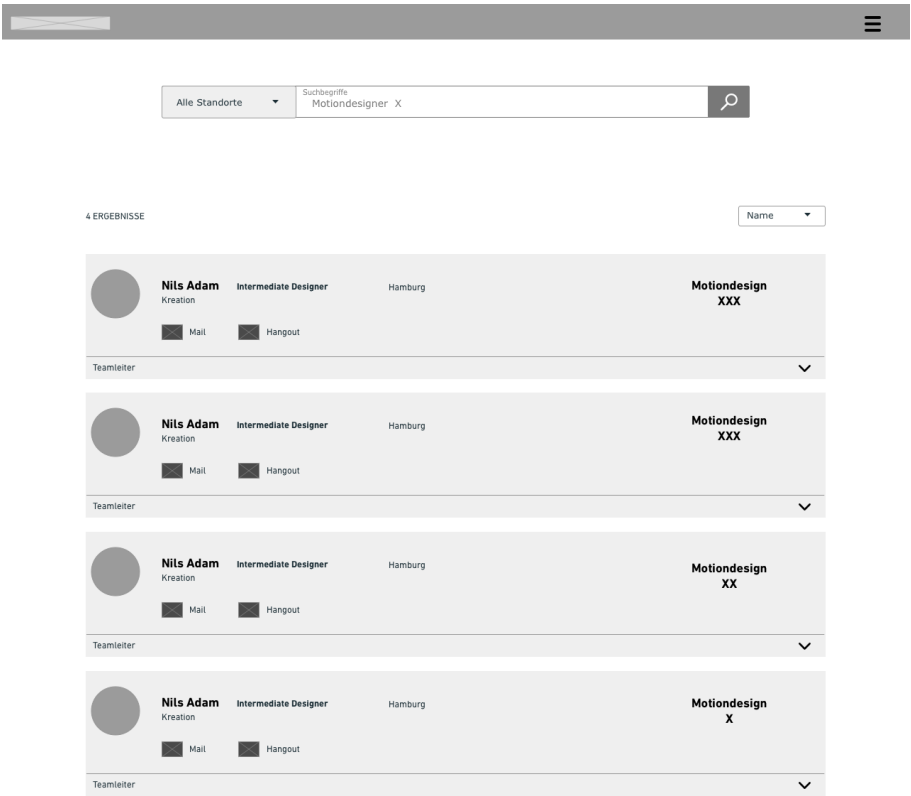 Alle Standorte
Suchbegriffe
Motiondesigner X
4 ERGEBNISSE
Name
Nils Adam Intermediate Designer Hamburg Motiondesign
Kreation XXX
Mail Hangout
Teamleiter
Nils Adam Intermediate Designer Hamburg Motiondesign
Kreation XXX
Mail Hangout
Teamleiter
Nils Adam Intermediate Designer Hamburg Motiondesign
Kreation XX
Mail Hangout
Teamleiter
Nils Adam Intermediate Designer Hamburg Motiondesign
Kreation X
Mail Hangout
Teamleiter